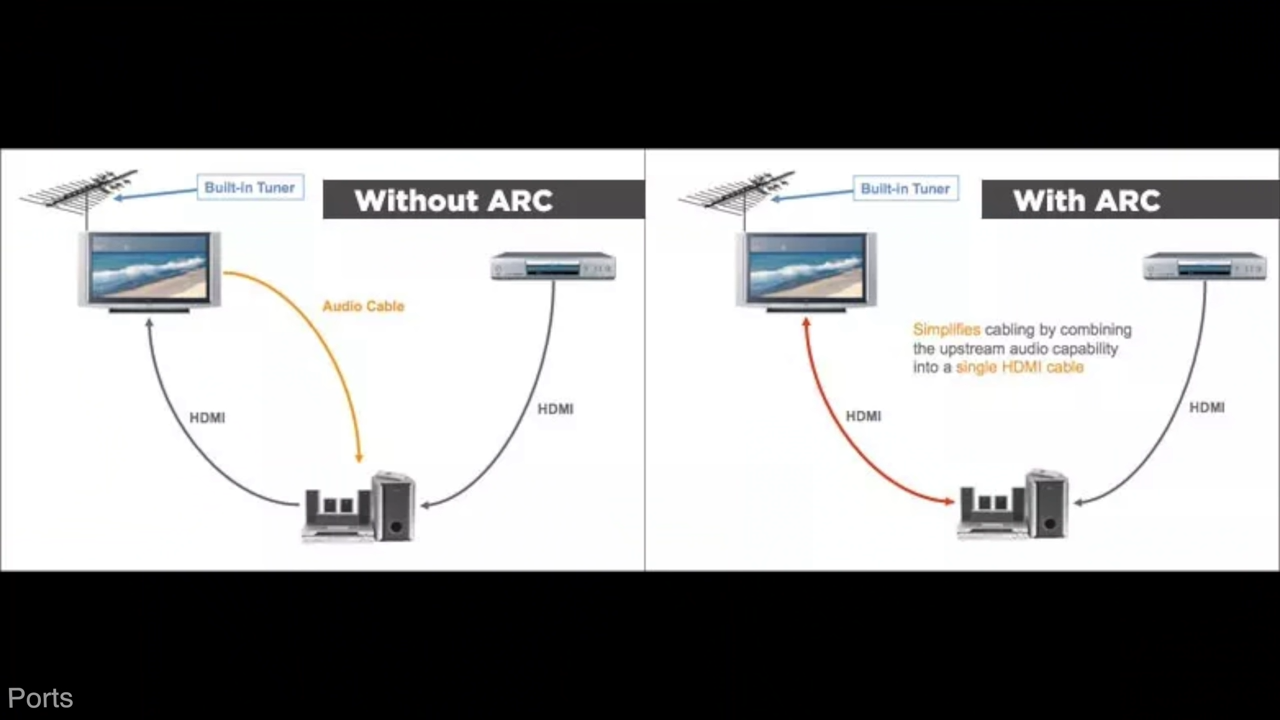 Built-in Tuner
Without ARC
Audio Cable
HDMI
HDMI
Built-in Tuner
With ARC
Simplifies cabling by combining
the upstream audio capability
into a single HDMI cable
HDMI
HDMI
Ports